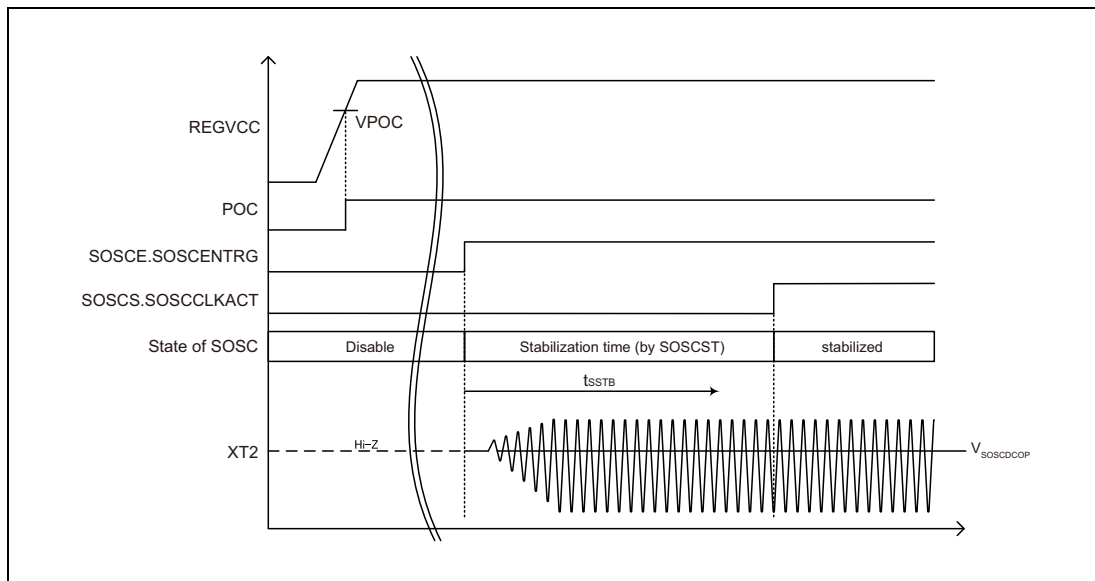 REGVCC
VPOC
POC
SOSCE.SOSCENTRG
SOSCS.SOSCCLKACT
State of SOSC
Disable
Stabilization time (by SOSCST)
stabilized
tSSTB
Hi-Z
XT2
VSOSCDCOP